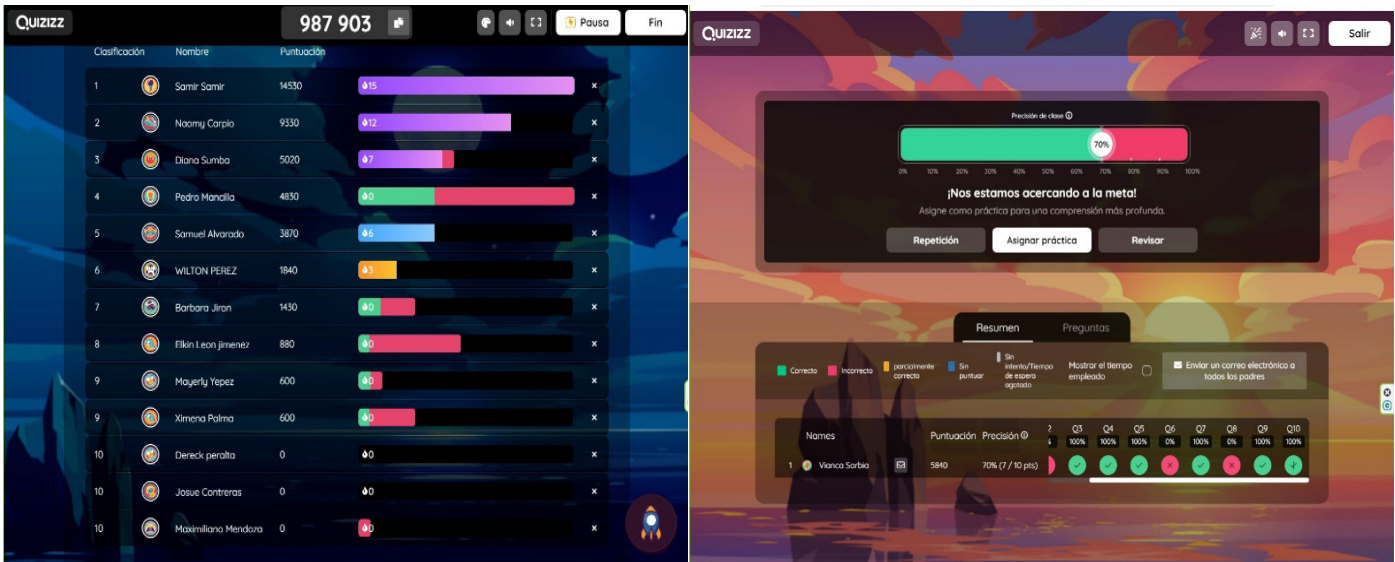 Quizizz
987 903
Pausa
Fin
Clasificación Nombre Puntuación
1 Samir Samir 14530 15
2 Naomy Carpio 9330 12
3 Diana Sumba 5020 7
4 Pedro Mancilla 4830 0
5 Samuel Alvarado 3870 6
6 WILTON PEREZ 1840 3
7 Barbara Jiron 1430 0
8 Elkin Leon jimenez 880 0
9 Mayerly Yepez 600 0
9 Ximena Palma 600 0
10 Dereck peralta 0 0
10 Josue Contreras 0 0
10 Maximiliano Mendoza 0 0
Quizizz
Salir
Precisión de clase
70%
0% 10% 20% 30% 40% 50% 60% 70% 80% 90% 100%
¡Nos estamos acercando a la meta!
Asigne como práctica para una comprensión más profunda.
Repetición Asignar práctica Revisar
Resumen Preguntas
Correcto
Incorrecto
parcialmente
correcto
Sin
puntuar
Sin
intento/Tiempo
de espera
agotado
Mostrar el tiempo
empleado
Enviar un correo electrónico a
todos los padres
Names Puntuación Precisión 2 Q3 Q4 Q5 Q6 Q7 Q8 Q9 Q10
100% 100% 100% 0% 100% 0% 100% 100%
1 Vianca Sarbia 5840 70% (7 / 10 pts)